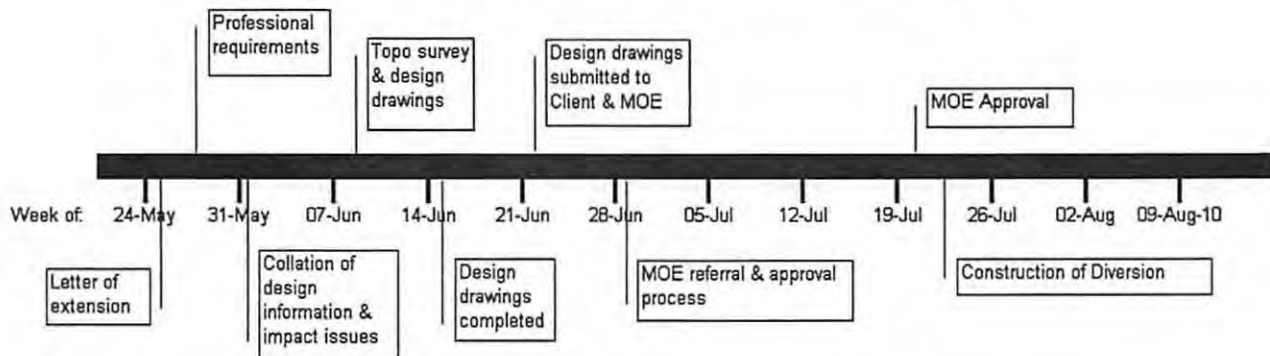 Professional
requirements
Topo survey
& design
drawings
Design drawings
submitted to
Client & MOE
MOE Approval
Week of: 24-May 31-May 07-Jun 14-Jun 21-Jun 28-Jun 05-Jul 12-Jul 19-Jul 26-Jul 02-Aug 09-Aug-10
Letter of
extension
Collation of
design
information &
impact issues
Design
drawings
completed
MOE referral & approval
process
Construction of Diversion